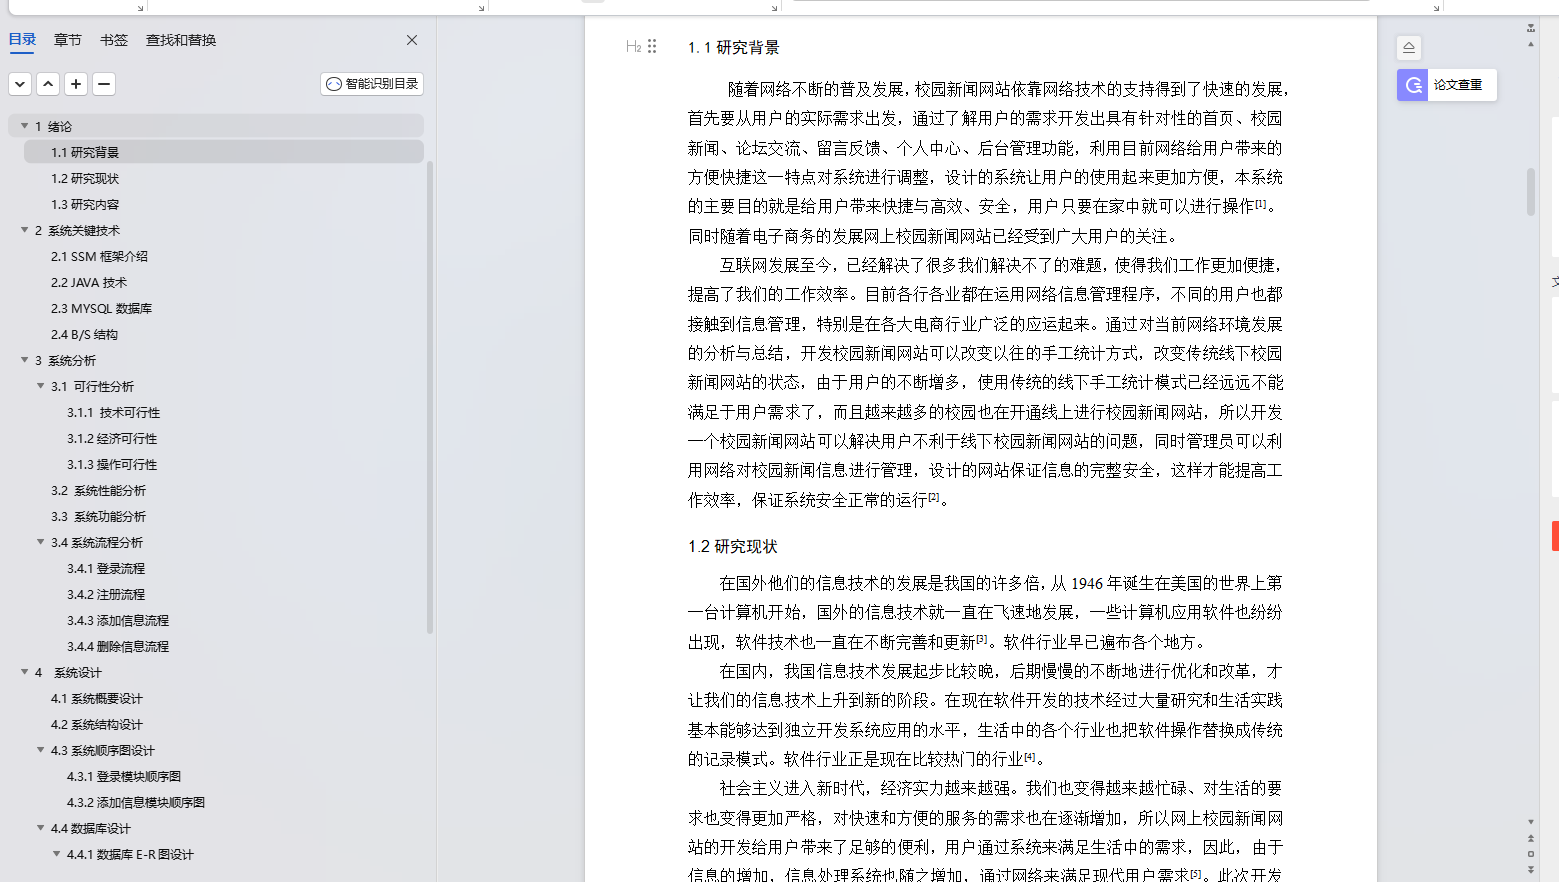 目录 章节 书签 查找和替换
智能识别目录
1 绪论
1.1 研究背景
1.2 研究现状
1.3 研究内容
2 系统关键技术
2.1 SSM 框架介绍
2.2 JAVA 技术
2.3 MYSQL 数据库
2.4 B/S 结构
3 系统分析
3.1 可行性分析
3.1.1 技术可行性
3.1.2 经济可行性
3.1.3 操作可行性
3.2 系统性能分析
3.3 系统功能分析
3.4 系统流程分析
3.4.1 登录流程
3.4.2 注册流程
3.4.3 添加信息流程
3.4.4 删除信息流程
4 系统设计
4.1 系统概要设计
4.2 系统结构设计
4.3 系统顺序图设计
4.3.1 登录模块顺序图
4.3.2 添加信息模块顺序图
4.4 数据库设计
4.4.1 数据库 E-R 图设计
H2
1.1 研究背景
随着网络不断的普及发展，校园新闻网站依靠网络技术的支持得到了快速的发展，
首先要从用户的实际需求出发，通过了解用户的需求开发出具有针对性的首页、校园
新闻、论坛交流、留言反馈、个人中心、后台管理功能，利用目前网络给用户带来的
方便快捷这一特点对系统进行调整，设计的系统让用户的使用起来更加方便，本系统
的主要目的就是给用户带来快捷与高效、安全，用户只要在家中就可以进行操作[1]。
同时随着电子商务的发展网上校园新闻网站已经受到广大用户的关注。
互联网发展至今，已经解决了很多我们解决不了的难题，使得我们工作更加便捷，
提高了我们的工作效率。目前各行各业都在运用网络信息管理程序，不同的用户也都
接触到信息管理，特别是在各大电商行业广泛的应运起来。通过对当前网络环境发展
的分析与总结，开发校园新闻网站可以改变以往的手工统计方式，改变传统线下校园
新闻网站的状态，由于用户的不断增多，使用传统的线下手工统计模式已经远远不能
满足于用户需求了，而且越来越多的校园也在开通线上进行校园新闻网站，所以开发
一个校园新闻网站可以解决用户不利于线下校园新闻网站的问题，同时管理员可以利
用网络对校园新闻信息进行管理，设计的网站保证信息的完整安全，这样才能提高工
作效率，保证系统安全正常的运行[2]。
1.2 研究现状
在国外他们的信息技术的发展是我国的许多倍，从 1946 年诞生在美国的世界上第
一台计算机开始，国外的信息技术就一直在飞速地发展，一些计算机应用软件也纷纷
出现，软件技术也一直在不断完善和更新[3]。软件行业早已遍布各个地方。
在国内，我国信息技术发展起步比较晚，后期慢慢的不断地进行优化和改革，才
让我们的信息技术上升到新的阶段。在现在软件开发的技术经过大量研究和生活实践
基本能够达到独立开发系统应用的水平，生活中的各个行业也把软件操作替换成传统
的记录模式。软件行业正是现在比较热门的行业[4]。
社会主义进入新时代，经济实力越来越强。我们也变得越来越忙碌、对生活的要
求也变得更加严格，对快速和方便的服务的需求也在逐渐增加，所以网上校园新闻网
站的开发给用户带来了足够的便利，用户通过系统来满足生活中的需求，因此，由于
信息的增加，信息处理系统也随之增加，通过网络来满足现代用户需求[5]。此次开发
论文查重